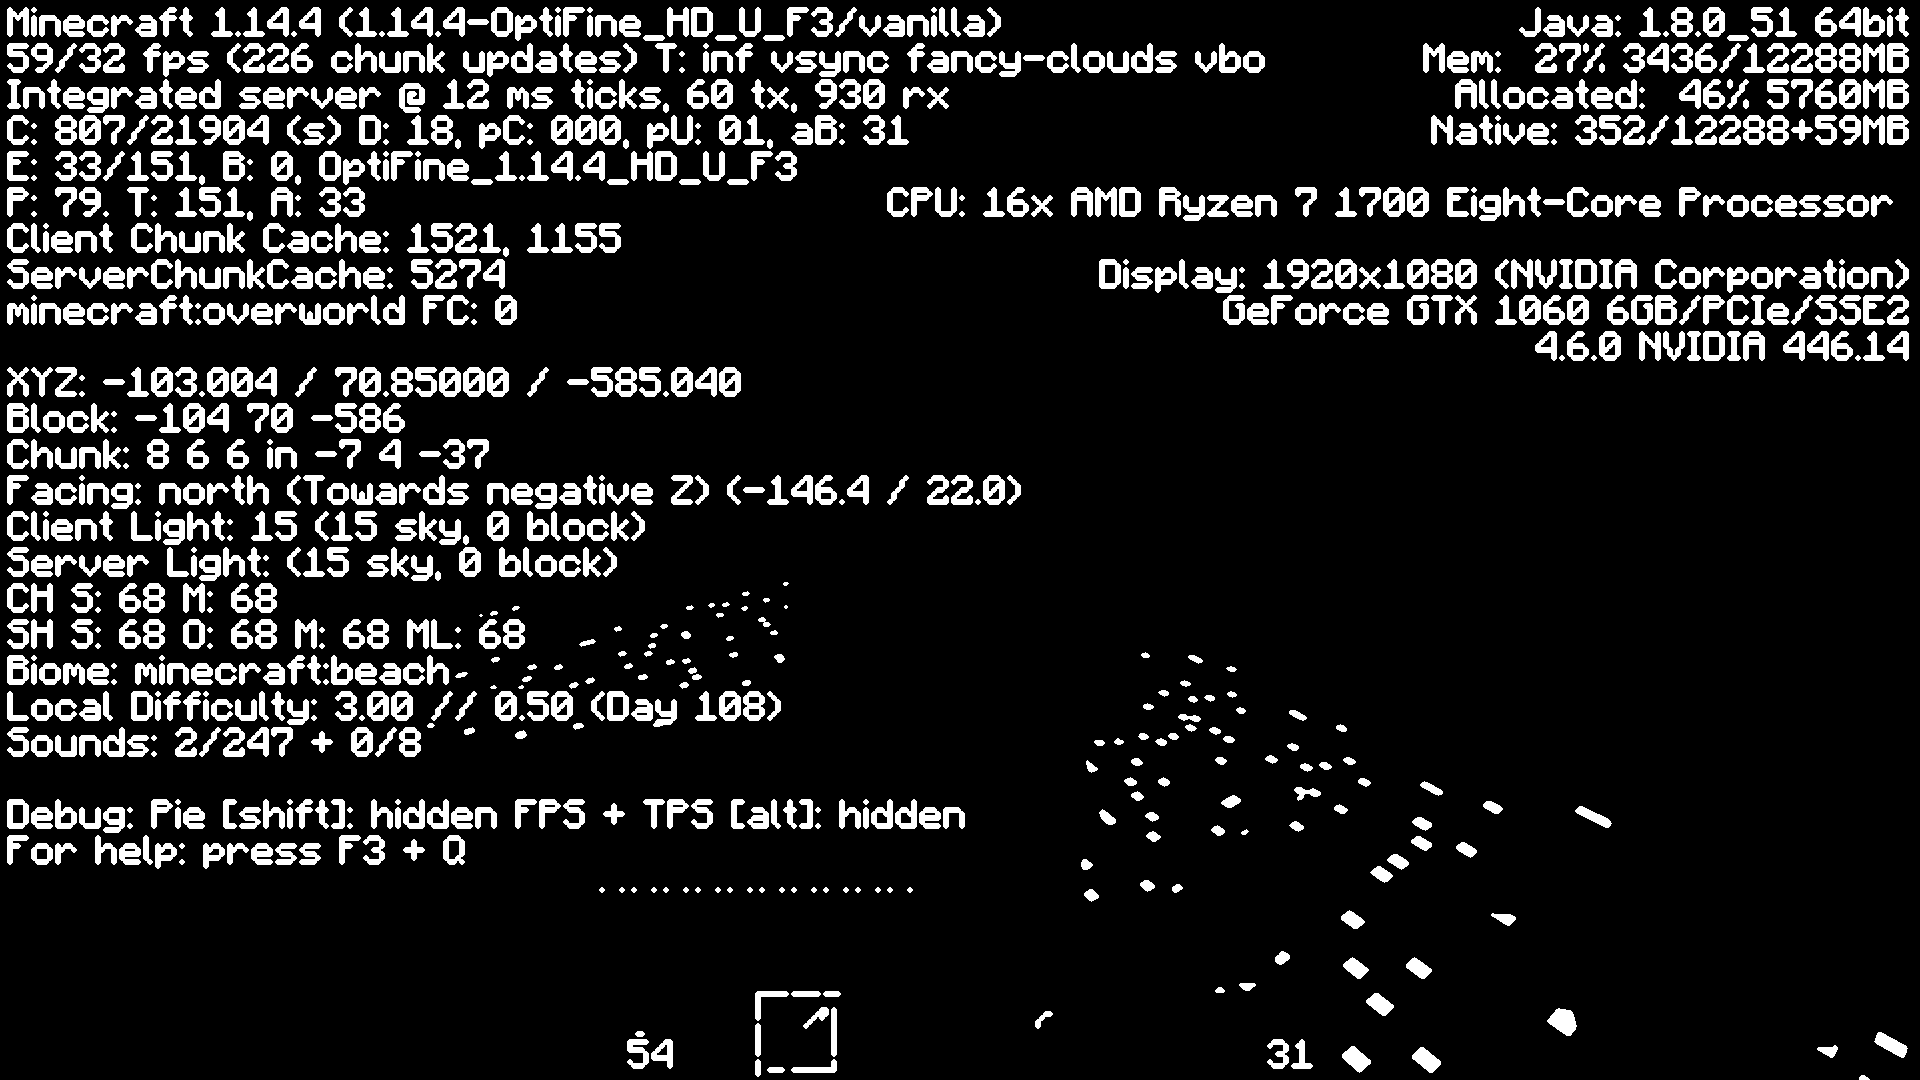 Minecraft 1.14.4 (1.14.4-OptiFine_HD_U_F3/vanilla)
59/32 fps (226 chunk updates) T: inf vsync fancy-clouds vbo
Integrated server @ 12 ms ticks, 60 tx, 930 rx
C: 807/21904 (s) D: 18, pC: 000, pU: 01, aB: 31
E: 33/151, B: 0, OptiFine_1.14.4_HD_U_F3
P: 79. T: 151, A: 33
Client Chunk Cache: 1521, 1155
ServerChunkCache: 5274
minecraft:overworld FC: 0
XYZ: -103.004 / 70.85000 / -585.040
Block: -104 70 -586
Chunk: 8 6 6 in -7 4 -37
Facing: north (Towards negative Z) (-146.4 / 22.0)
Client Light: 15 (15 sky, 0 block)
Server Light: (15 sky, 0 block)
CH S: 68 M: 68
SH S: 68 O: 68 M: 68 ML: 68
Biome: minecraft:beach
Local Difficulty: 3.00 // 0.50 (Day 108)
Sounds: 2/247 + 0/8
Debug: Pie [shift]: hidden FPS + TPS [alt]: hidden
For help: press F3 + Q
Java: 1.8.0_51 64bit
Mem: 27% 3436/12288MB
Allocated: 46% 5760MB
Native: 352/12288+59MB
CPU: 16x AMD Ryzen 7 1700 Eight-Core Processor
Display: 1920x1080 (NVIDIA Corporation)
GeForce GTX 1060 6GB/PCIe/SSE2
4.6.0 NVIDIA 446.14
54
31